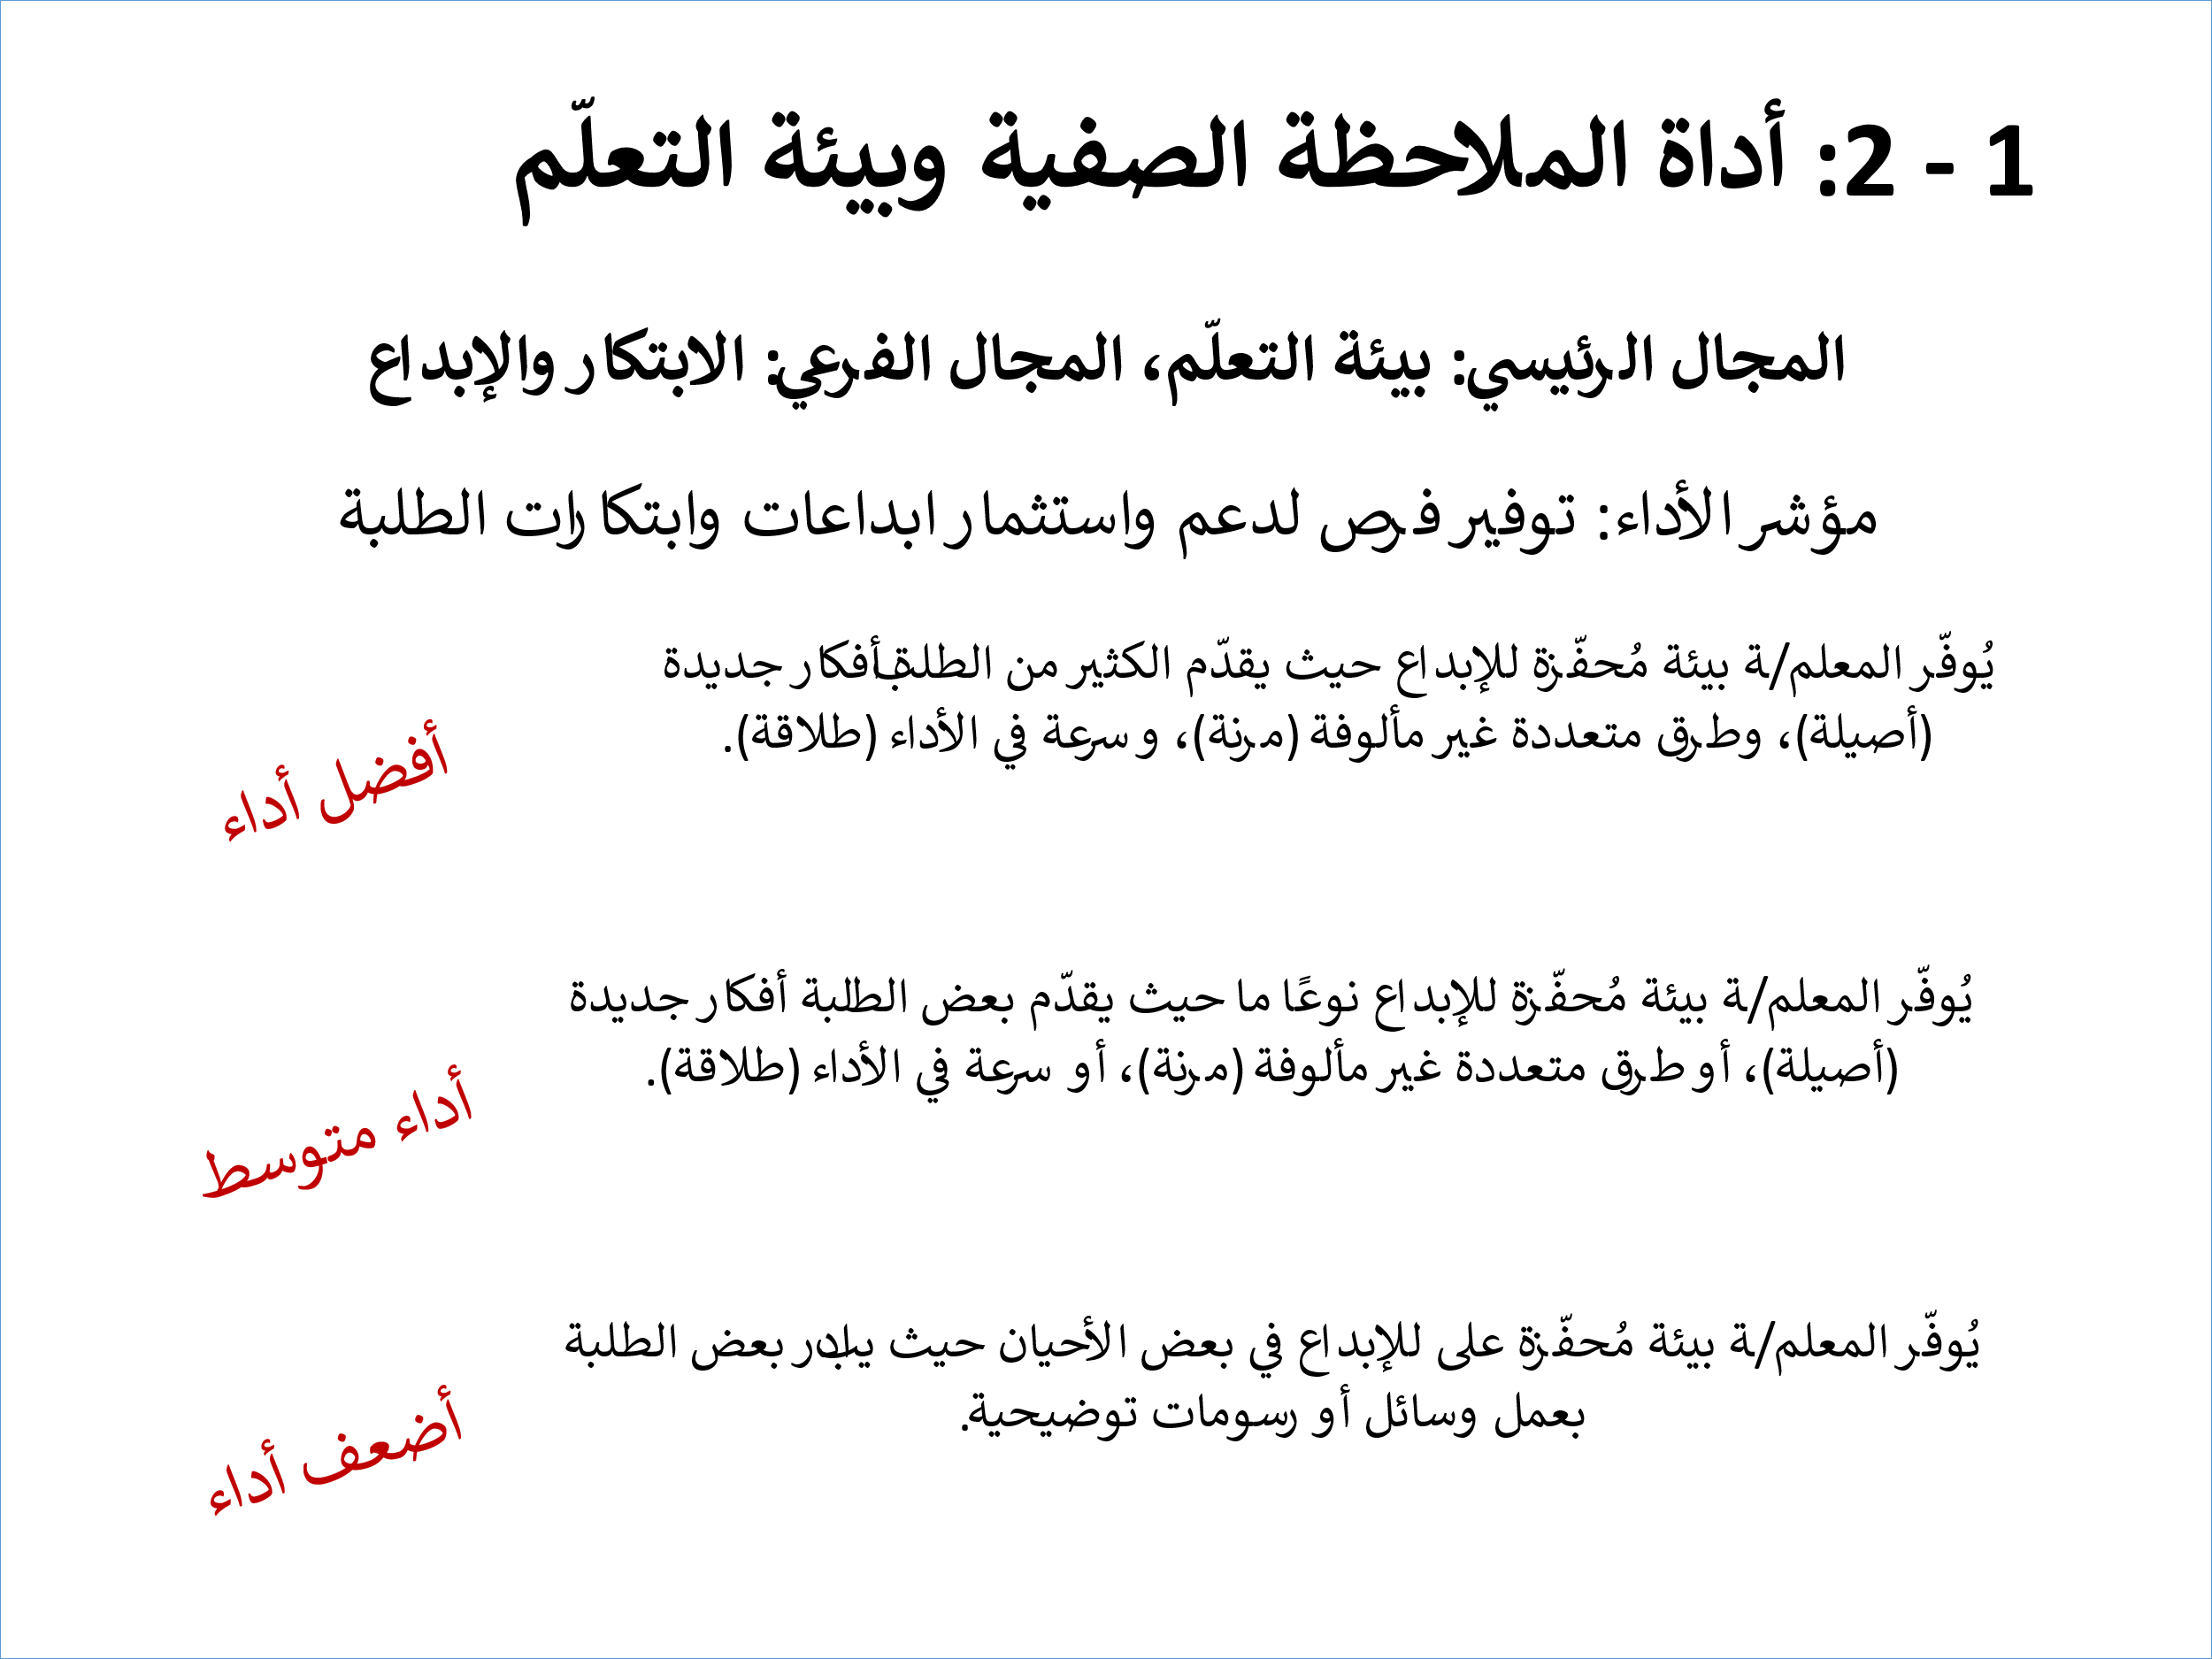 1 - 2: أداة الملاحظة الصفية وبيئة التعلّم
المجال الرئيسي: بيئة التعلّم، المجال الفرعي: الابتكار والإبداع
مؤشر الأداء: توفير فرص لدعم واستثمار ابداعات وابتكارات الطلبة
يُوفّر المعلم/ة بيئة مُحفّزة للإبداع حيث يقدّم الكثير من الطلبة أفكار جديدة
(أصيلة)، وطرق متعددة غير مألوفة (مرنة)، و سرعة في الأداء (طلاقة).
أفضل أداء
يُوفّر المعلم/ة بيئة مُحفّزة للإبداع نوعًا ما حيث يقدّم بعض الطلبة أفكار جديدة
(أصيلة)، أو طرق متعددة غير مألوفة (مرنة)، أو سرعة في الأداء (طلاقة).
أداء متوسط
يُوفّر المعلم/ة بيئة مُحفّزة على للإبداع في بعض الأحيان حيث يبادر بعض الطلبة
بعمل وسائل أو رسومات توضيحية.
أضعف أداء